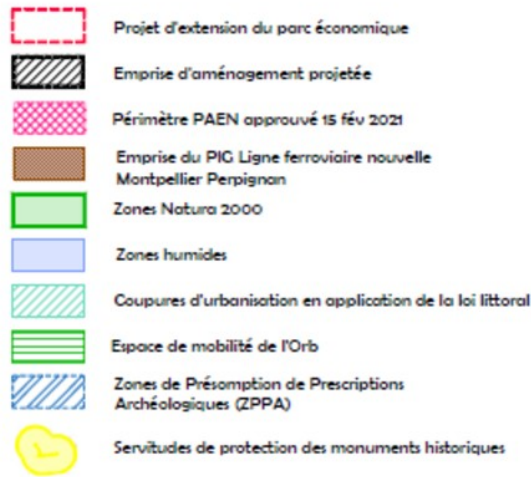 Projet d'extension du parc économique
Emprise d'aménagement projetée
Périmètre PAEN approuvé 15 fév 2021
Emprise du PIG Ligne ferroviaire nouvelle
Montpellier Perpignan
Zones Natura 2000
Zones humides
Coupures d'urbanisation en application de la loi littoral
Espace de mobilité de l'Orb
Zones de Présomption de Prescriptions
Archéologiques (ZPPA)
Servitudes de protection des monuments historiques